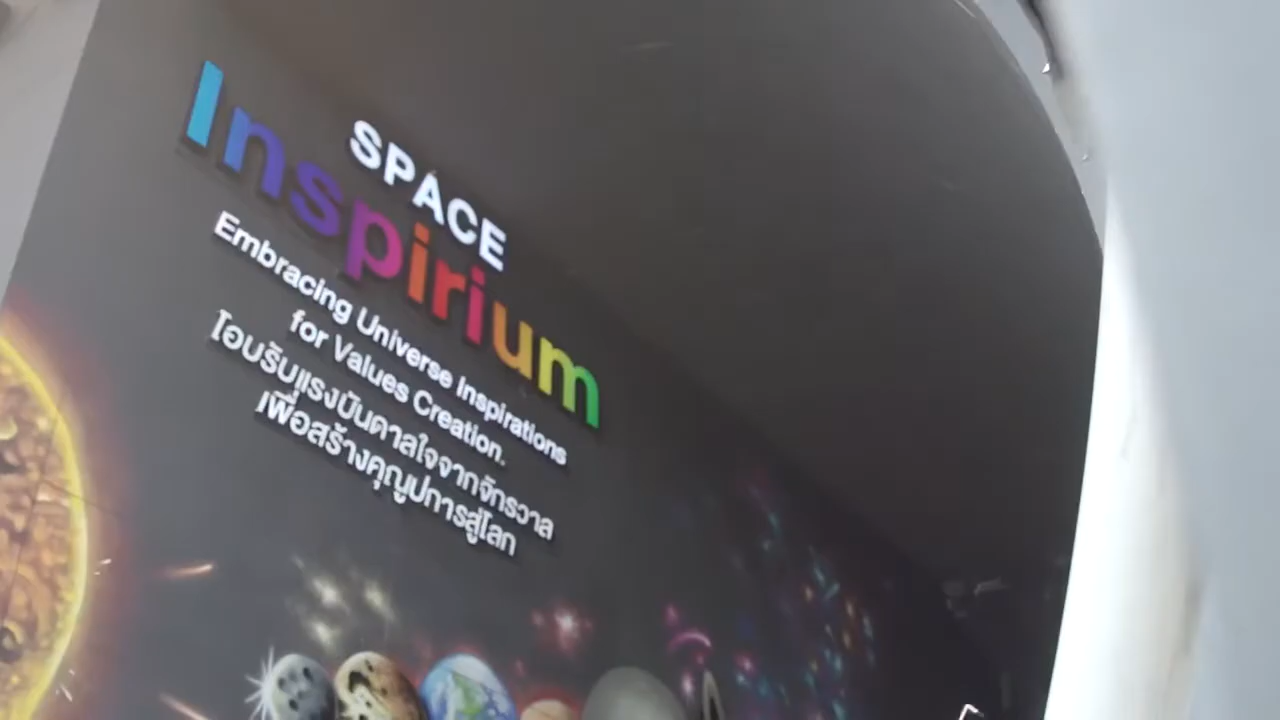 SPACE
Inspirium
Embracing Universe Inspirations
for Values Creation.
โอบรับแรงบันดาลใจจากจักรวาล
เพื่อสร้างคุณูปการสู่โลก